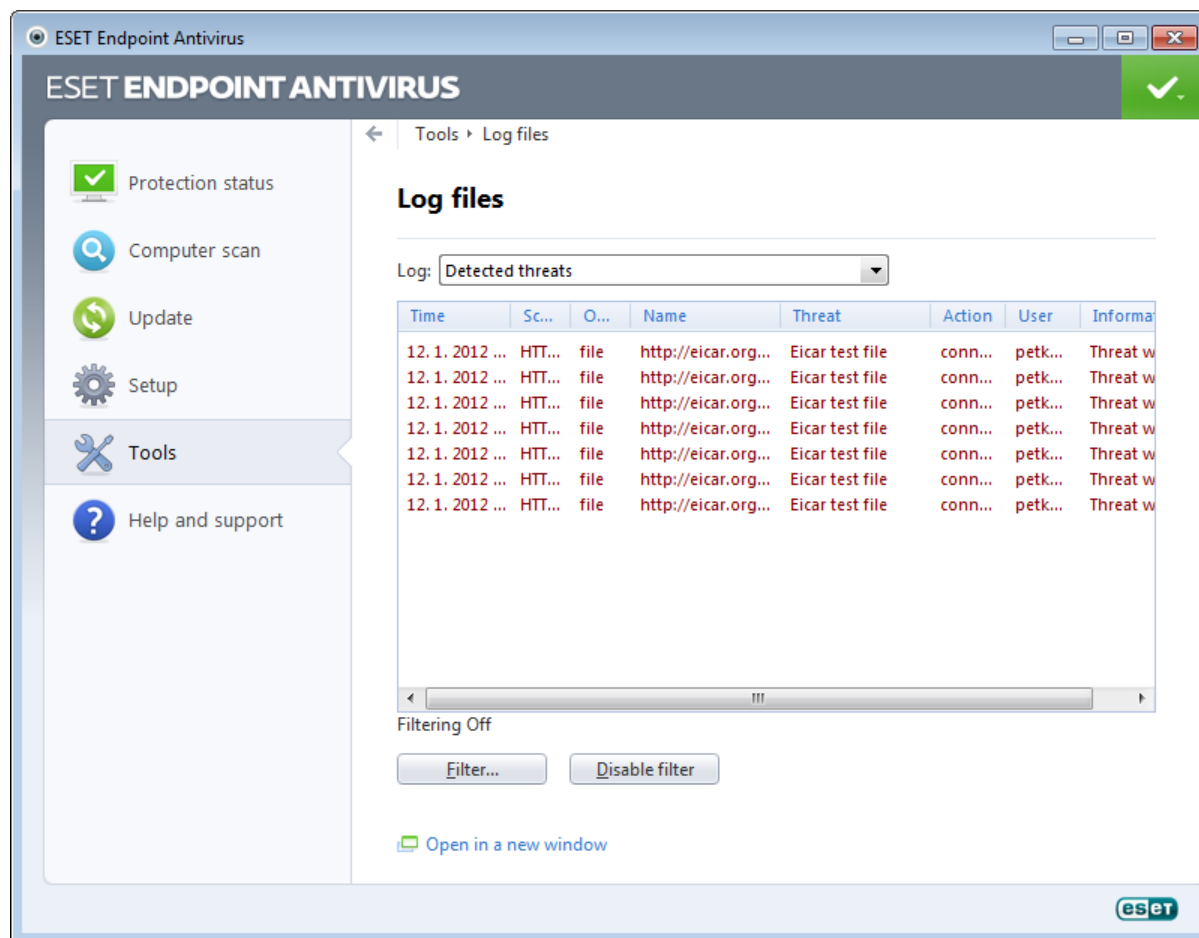 ESET Endpoint Antivirus
ESET ENDPOINT ANTIVIRUS
Protection status
Computer scan
Update
Setup
Tools
Help and support
Tools ‣ Log files
Log files
Log: Detected threats
Time Sc... O... Name Threat Action User Informa
12. 1. 2012 ... HTT... file http://eicar.org... Eicar test file conn... petk... Threat w
12. 1. 2012 ... HTT... file http://eicar.org... Eicar test file conn... petk... Threat w
12. 1. 2012 ... HTT... file http://eicar.org... Eicar test file conn... petk... Threat w
12. 1. 2012 ... HTT... file http://eicar.org... Eicar test file conn... petk... Threat w
12. 1. 2012 ... HTT... file http://eicar.org... Eicar test file conn... petk... Threat w
12. 1. 2012 ... HTT... file http://eicar.org... Eicar test file conn... petk... Threat w
12. 1. 2012 ... HTT... file http://eicar.org... Eicar test file conn... petk... Threat w
Filtering Off
Filter... Disable filter
Open in a new window
eset